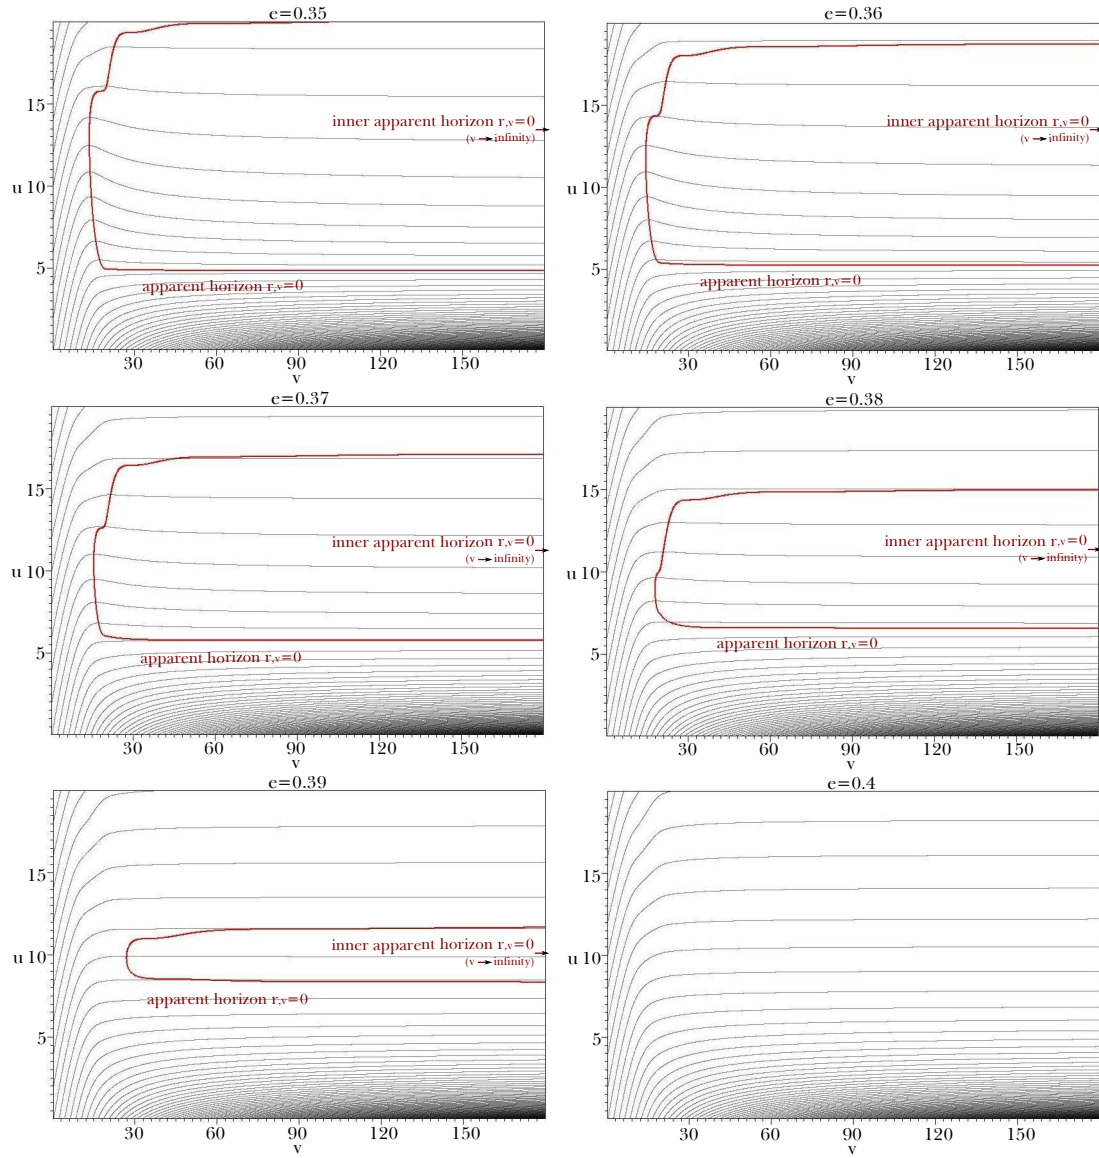 e=0.35
15
u 10
5
inner apparent horizon r,v=0
(v → infinity)
apparent horizon r,v=0
30 60 90 120 150
v
e=0.36
15
u 10
5
inner apparent horizon r,v=0
(v → infinity)
apparent horizon r,v=0
30 60 90 120 150
v
e=0.37
15
u 10
5
inner apparent horizon r,v=0
(v → infinity)
apparent horizon r,v=0
30 60 90 120 150
v
e=0.38
15
u 10
5
inner apparent horizon r,v=0
(v → infinity)
apparent horizon r,v=0
30 60 90 120 150
v
e=0.39
15
u 10
5
inner apparent horizon r,v=0
(v → infinity)
apparent horizon r,v=0
30 60 90 120 150
v
e=0.4
15
u 10
5
30 60 90 120 150
v